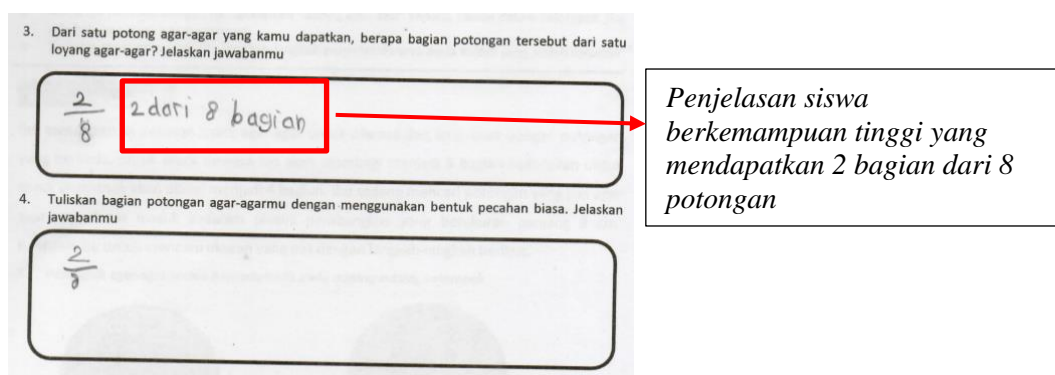 3. Dari satu potong agar-agar yang kamu dapatkan, berapa bagian potongan tersebut dari satu
loyang agar-agar? Jelaskan jawabanmu
2/8 2 dari 8 bagian
Penjelasan siswa
berkemampuan tinggi yang
mendapatkan 2 bagian dari 8
potongan
4. Tuliskan bagian potongan agar-agarmu dengan menggunakan bentuk pecahan biasa. Jelaskan
jawabanmu
2/8